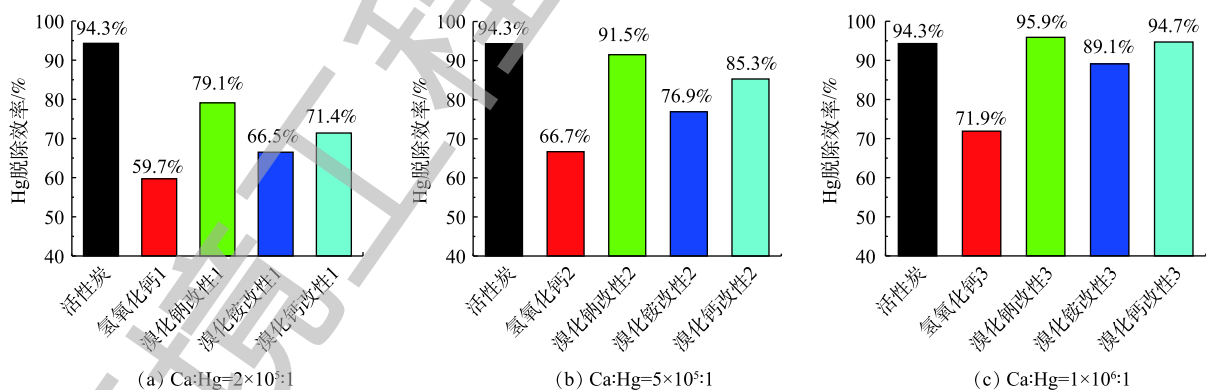 100
90
80
70
60
50
40
Hg脱除效率/%
94.3%
59.7%
79.1%
66.5%
71.4%
活性炭
氢氧化钙1
溴化钠改性1
溴化铵改性1
溴化钙改性1
(a) Ca:Hg=2×10⁵:1
100
90
80
70
60
50
40
Hg脱除效率/%
94.3%
66.7%
91.5%
76.9%
85.3%
活性炭
氢氧化钙2
溴化钠改性2
溴化铵改性2
溴化钙改性2
(b) Ca:Hg=5×10⁵:1
100
90
80
70
60
50
40
Hg脱除效率/%
94.3%
71.9%
95.9%
89.1%
94.7%
活性炭
氢氧化钙3
溴化钠改性3
溴化铵改性3
溴化钙改性3
(c) Ca:Hg=1×10⁶:1
境工程